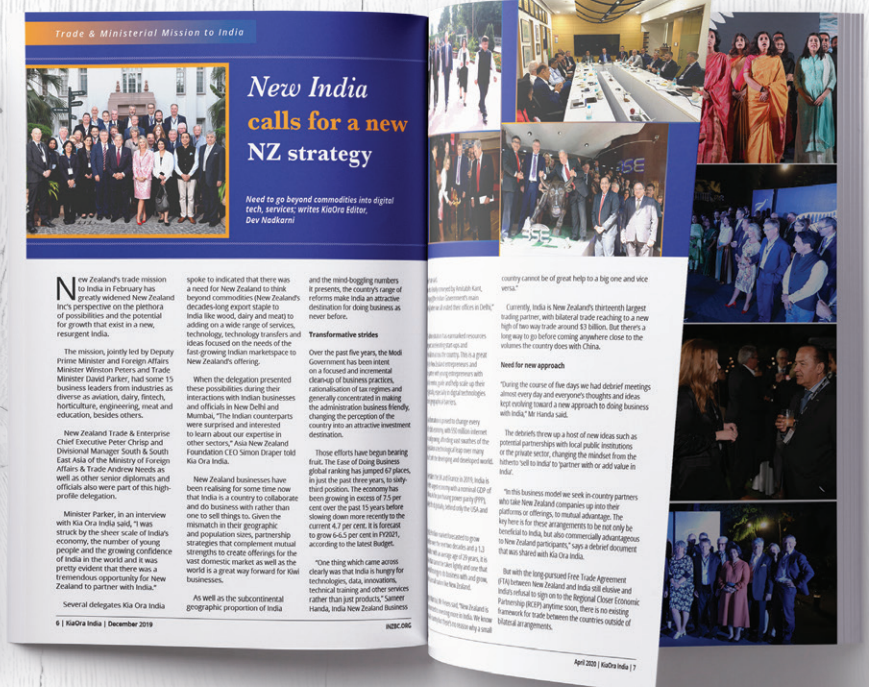 Trade & Ministerial Mission to India
New India
calls for a new
NZ strategy
Need to go beyond commodities into digital
tech, services; writes KiaOra Editor,
Dev Nadkarni
New Zealand's trade mission
to India in February has
greatly widened New Zealand
Inc's perspective on the plethora
of possibilities and the potential
for growth that exist in a new,
resurgent India.
The mission, jointly led by Deputy
Prime Minister and Foreign Affairs
Minister Winston Peters and Trade
Minister David Parker, had some 15
business leaders from industries as
diverse as aviation, dairy, fintech,
horticulture, engineering, meat and
education, besides others.
New Zealand Trade & Enterprise
Chief Executive Peter Chrisp and
Divisional Manager South & South
East Asia of the Ministry of Foreign
Affairs & Trade Andrew Needs as
well as other senior diplomats and
officials also were part of this high-
profile delegation.
Minister Parker, in an interview
with Kia Ora India said, "I was
struck by the sheer scale of India's
economy, the number of young
people and the growing confidence
of India in the world and it was
pretty evident that there was a
tremendous opportunity for New
Zealand to partner with India."
Several delegates Kia Ora India
6 | KiaOra India | December 2019
spoke to indicated that there was
a need for New Zealand to think
beyond commodities (New Zealand's
decades-long export staple to
India like wood, dairy and meat) to
adding on a wide range of services,
technology, technology transfers and
ideas focused on the needs of the
fast-growing Indian marketspace to
New Zealand's offering.
When the delegation presented
these possibilities during their
interactions with Indian businesses
and officials in New Delhi and
Mumbai, "The Indian counterparts
were surprised and interested
to learn about our expertise in
other sectors," Asia New Zealand
Foundation CEO Simon Draper told
Kia Ora India.
New Zealand businesses have
been realising for some time now
that India is a country to collaborate
and do business with rather than
one to sell things to. Given the
mismatch in their geographic
and population sizes, partnership
strategies that complement mutual
strengths to create offerings for the
vast domestic market as well as the
world is a great way forward for Kiwi
businesses.
As well as the subcontinental
geographic proportion of India
and the mind-boggling numbers
it presents, the country's range of
reforms make India an attractive
destination for doing business as
never before.
Transformative strides
Over the past five years, the Modi
Government has been intent
on a focused and incremental
clean-up of business practices,
rationalisation of tax regimes and
generally concentrated in making
the administration business friendly,
changing the perception of the
country into an attractive investment
destination.
Those efforts have begun bearing
fruit. The Ease of Doing Business
global ranking has jumped 67 places,
in just the past three years, to sixty-
third position. The economy has
been growing in excess of 7.5 per
cent over the past 15 years before
slowing down more recently to the
current 4.7 per cent. It is forecast
to grow 6-6.5 per cent in FY2021,
according to the latest Budget.
"One thing which came across
clearly was that India is hungry for
technologies, data, innovations,
technical training and other services
rather than just products," Sameer
Handa, India New Zealand Business
INZBC.ORG
BSE
country cannot be of great help to a big one and vice
versa."
Currently, India is New Zealand's thirteenth largest
trading partner, with bilateral trade reaching to a new
high of two way trade around $3 billion. But there's a
long way to go before coming anywhere close to the
volumes the country does with China.
Need for new approach
"During the course of five days we had debrief meetings
almost every day and everyone's thoughts and ideas
kept evolving toward a new approach to doing business
with India," Mr Handa said.
The debriefs threw up a host of new ideas such as
potential partnerships with local public institutions
or the private sector, changing the mindset from the
hitherto 'sell to India' to 'partner with or add value in
India'.
"In this business model we seek in-country partners
who take New Zealand companies up into their
platforms or offerings, to mutual advantage. The
key here is for these arrangements to be not only be
beneficial to India, but also commercially advantageous
to New Zealand participants," says a debrief document
that was shared with Kia Ora India.
But with the long-pursued Free Trade Agreement
(FTA) between New Zealand and India still elusive and
India's refusal to sign on to the Regional Closer Economic
Partnership (RCEP) anytime soon, there is no existing
framework for trade between the countries outside of
bilateral arrangements.
April 2020 | KiaOra India | 7